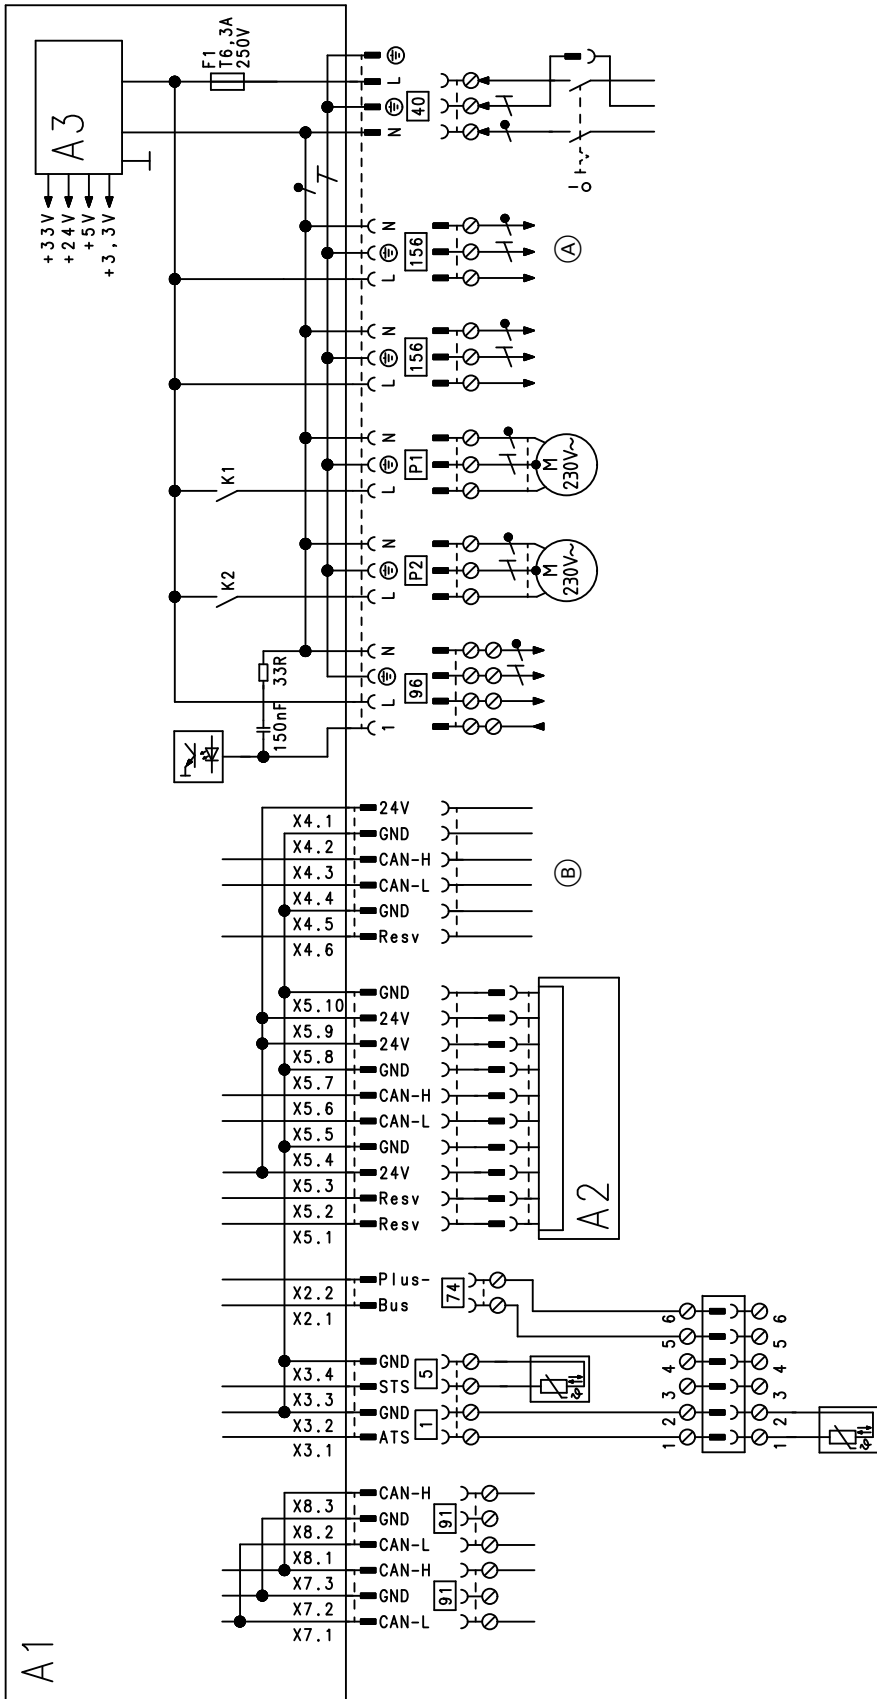 A1
A3
+33V
+24V
+5V
+3,3V
F1
T6,3A
250V
L
N
40
N
L
156
A
N
L
156
K1
N
L
P1
M
230V~
K2
N
L
P2
M
230V~
33R
150nF
N
L
1
96
X4.1
24V
X4.2
GND
X4.3
CAN-H
X4.4
CAN-L
X4.5
GND
X4.6
Resv
B
X5.10
GND
X5.9
24V
X5.8
24V
X5.7
GND
X5.6
CAN-H
X5.5
CAN-L
X5.4
GND
X5.3
24V
X5.2
Resv
X5.1
Resv
A2
X2.2
Plus-
X2.1
Bus
74
X3.4
GND
X3.3
STS
5
X3.2
GND
X3.1
ATS
1
6 6
5 5
4 4
3 3
2 2
1 1
X8.3
CAN-H
X8.2
GND
X8.1
CAN-L
91
X7.3
CAN-H
X7.2
GND
X7.1
CAN-L
91